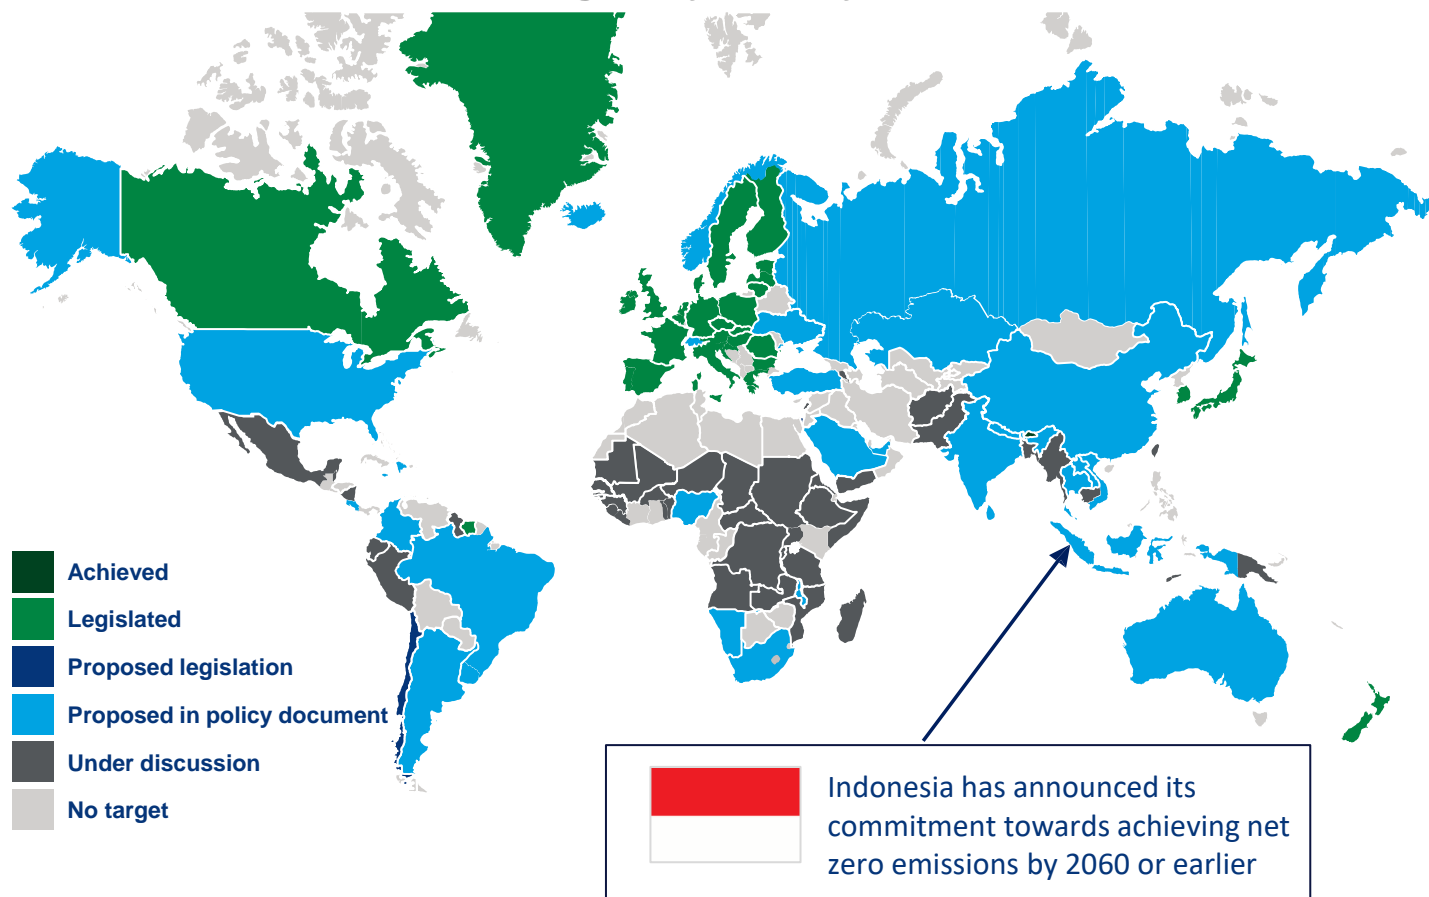 Achieved
Legislated
Proposed legislation
Proposed in policy document
Under discussion
No target
Indonesia has announced its
commitment towards achieving net
zero emissions by 2060 or earlier